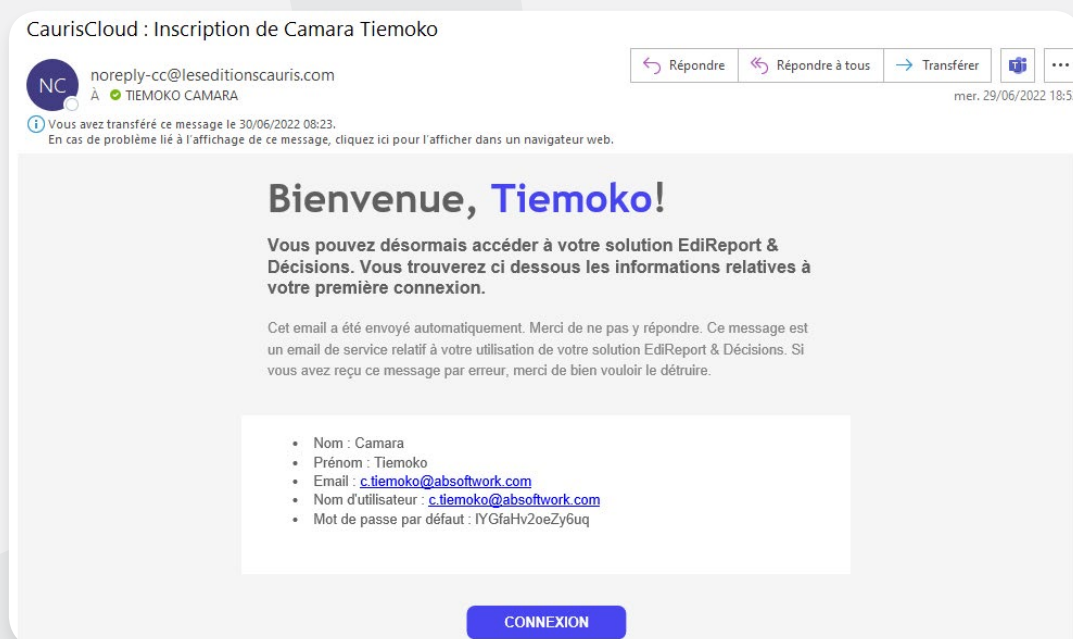 CaurisCloud : Inscription de Camara Tiemoko
NC
noreply-cc@leseditionscauris.com
À TIEMOKO CAMARA
Répondre
Répondre à tous
Transférer
mer. 29/06/2022 18:5
Vous avez transféré ce message le 30/06/2022 08:23.
En cas de problème lié à l'affichage de ce message, cliquez ici pour l'afficher dans un navigateur web.
Bienvenue, Tiemoko!
Vous pouvez désormais accéder à votre solution EdiReport &
Décisions. Vous trouverez ci dessous les informations relatives à
votre première connexion.
Cet email a été envoyé automatiquement. Merci de ne pas y répondre. Ce message est
un email de service relatif à votre utilisation de votre solution EdiReport & Décisions. Si
vous avez reçu ce message par erreur, merci de bien vouloir le détruire.
• Nom : Camara
• Prénom : Tiemoko
• Email : c.tiemoko@absoftwork.com
• Nom d'utilisateur : c.tiemoko@absoftwork.com
• Mot de passe par défaut : IYGfaHv2oeZy6uq
CONNEXION